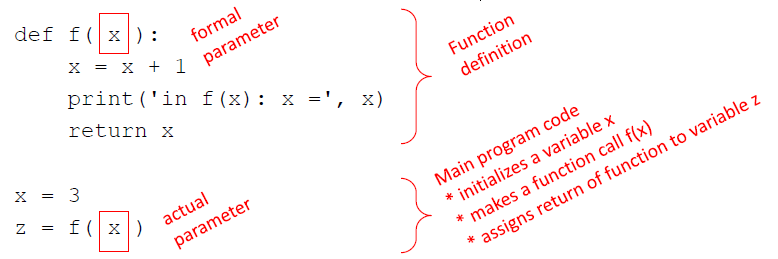 def f( x ):
x = x + 1
print('in f(x): x =', x)
return x
formal
parameter
Function
definition
x = 3
z = f( x )
actual
parameter
Main program code
* initializes a variable x
* makes a function call f(x)
* assigns return of function to variable z